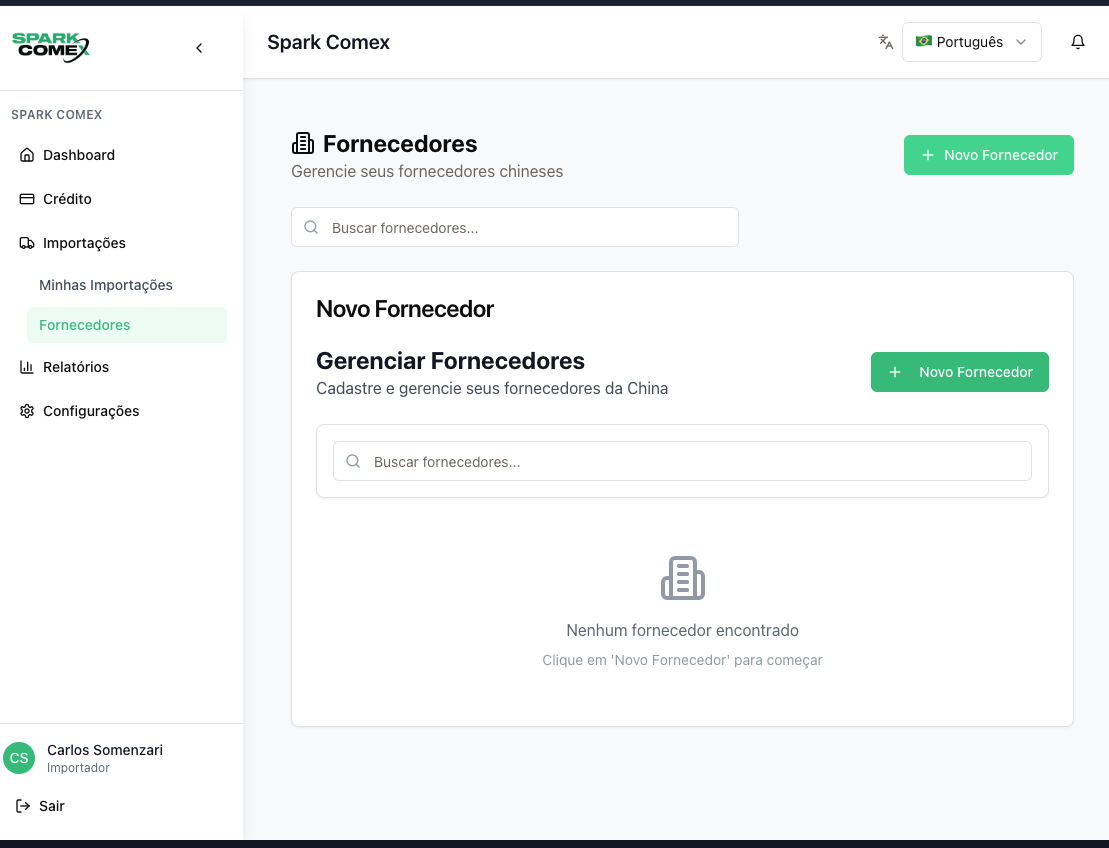 SPARK
COMEX
Spark Comex
Português
SPARK COMEX
Dashboard
Crédito
Importações
Minhas Importações
Fornecedores
Relatórios
Configurações
Carlos Somenzari
CS
Importador
Sair
Fornecedores
Gerencie seus fornecedores chineses
Novo Fornecedor
Buscar fornecedores...
Novo Fornecedor
Gerenciar Fornecedores
Cadastre e gerencie seus fornecedores da China
Novo Fornecedor
Buscar fornecedores...
Nenhum fornecedor encontrado
Clique em 'Novo Fornecedor' para começar